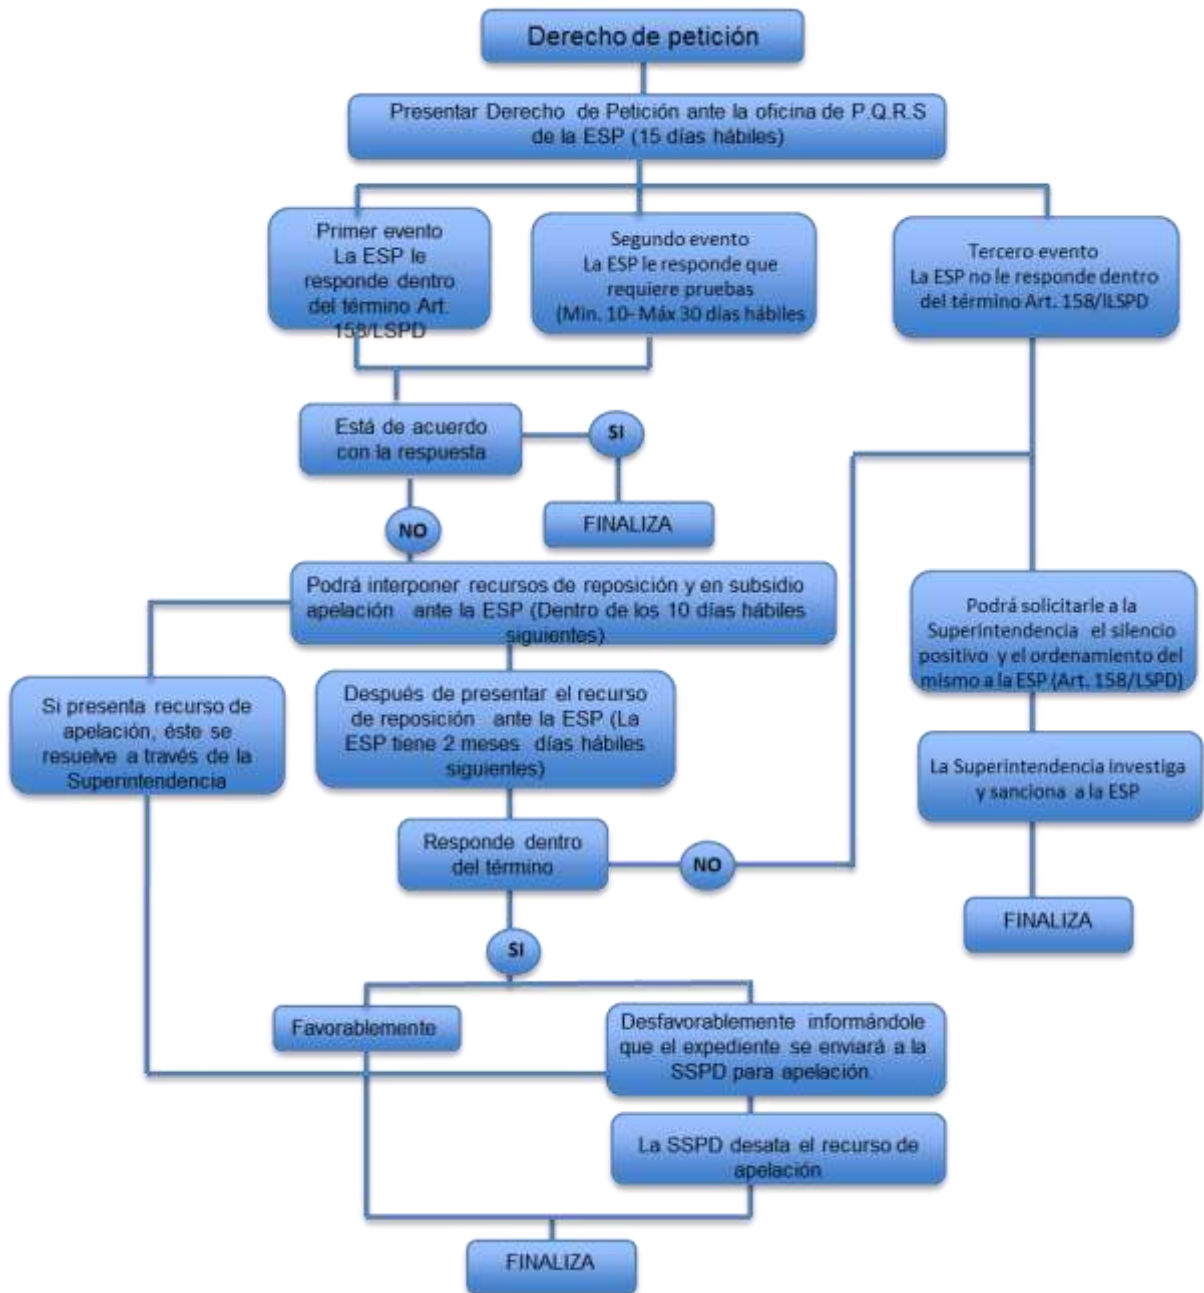 Derecho de petición
Presentar Derecho de Petición ante la oficina de P.Q.R.S
de la ESP (15 días hábiles)
Primer evento
La ESP le
responde dentro
del término Art.
158/LSPD
Segundo evento
La ESP le responde que
requiere pruebas
(Min. 10- Máx 30 días hábiles
Tercero evento
La ESP no le responde dentro
del término Art. 158/lLSPD
Está de acuerdo
con la respuesta
SI
FINALIZA
NO
Podrá interponer recursos de reposición y en subsidio
apelación ante la ESP (Dentro de los 10 días hábiles
siguientes)
Podrá solicitarle a la
Superintendencia el silencio
positivo y el ordenamiento del
mismo a la ESP (Art. 158/LSPD)
Si presenta recurso de
apelación, éste se
resuelve a través de la
Superintendencia
Después de presentar el recurso
de reposición ante la ESP (La
ESP tiene 2 meses días hábiles
siguientes)
La Superintendencia investiga
y sanciona a la ESP
Responde dentro
del término
NO
FINALIZA
SI
Favorablemente
Desfavorablemente informándole
que el expediente se enviará a la
SSPD para apelación.
La SSPD desata el recurso de
apelación
FINALIZA